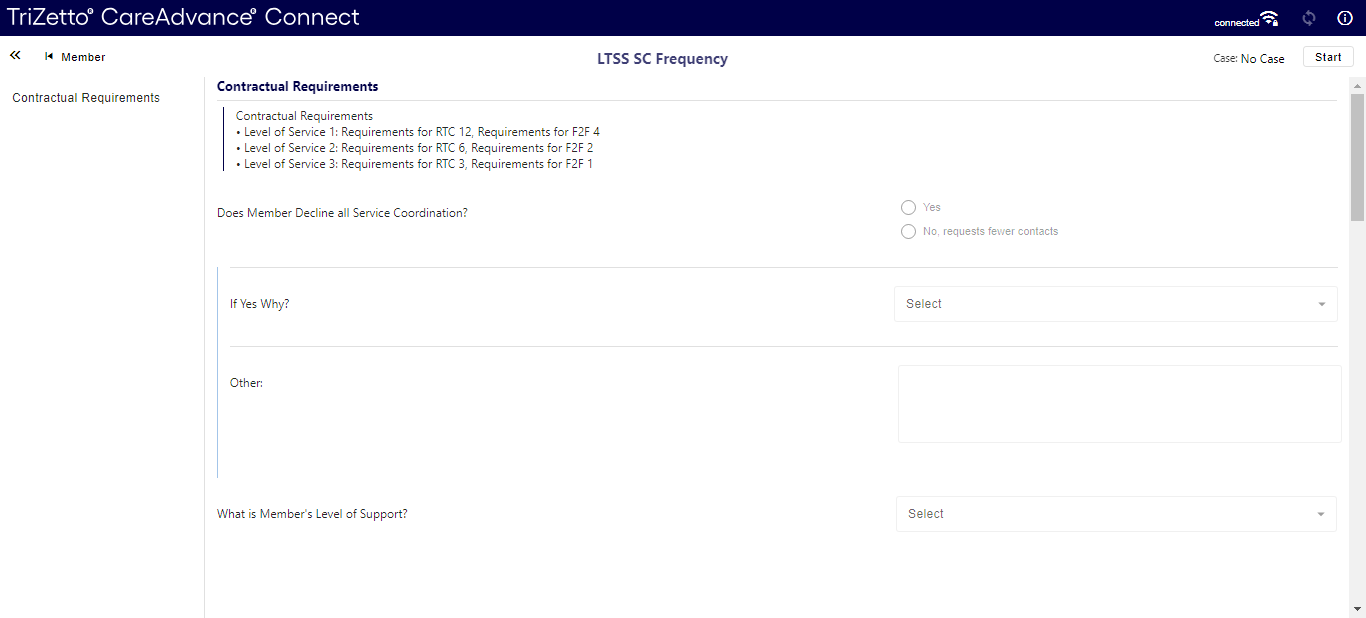 TriZetto® CareAdvance® Connect
connected
Member
LTSS SC Frequency
Case: No Case
Start
Contractual Requirements
Contractual Requirements
Contractual Requirements
• Level of Service 1: Requirements for RTC 12, Requirements for F2F 4
• Level of Service 2: Requirements for RTC 6, Requirements for F2F 2
• Level of Service 3: Requirements for RTC 3, Requirements for F2F 1
Does Member Decline all Service Coordination?
Yes
No, requests fewer contacts
If Yes Why?
Select
Other:
What is Member's Level of Support?
Select